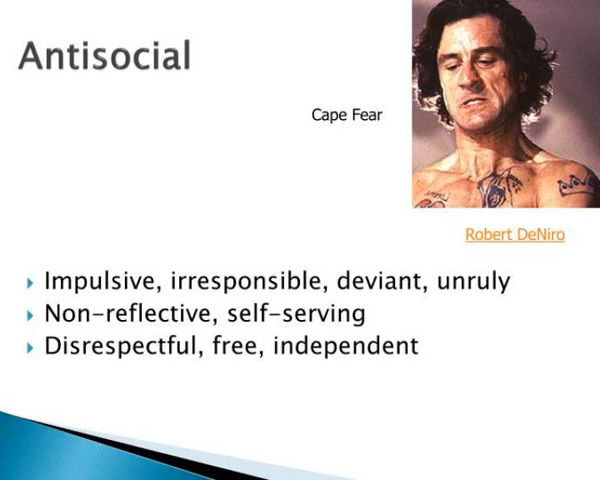 Antisocial
Cape Fear
Robert DeNiro
Impulsive, irresponsible, deviant, unruly
Non-reflective, self-serving
Disrespectful, free, independent